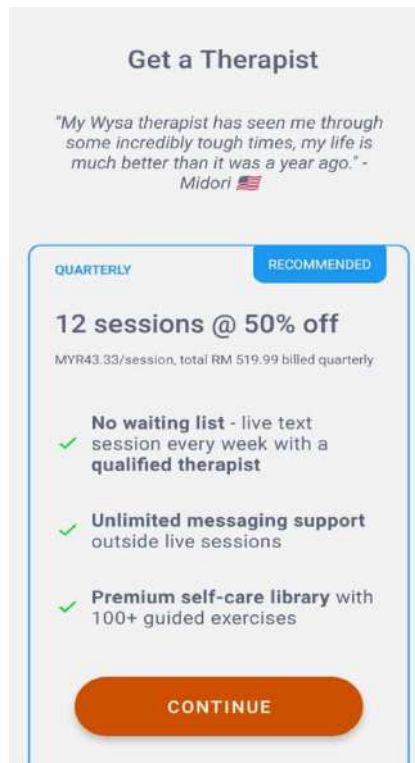 Get a Therapist
"My Wysa therapist has seen me through
some incredibly tough times, my life is
much better than it was a year ago." -
Midori 🇺🇸
QUARTERLY
RECOMMENDED
12 sessions @ 50% off
MYR43.33/session, total RM 519.99 billed quarterly
No waiting list - live text
session every week with a
qualified therapist
Unlimited messaging support
outside live sessions
Premium self-care library with
100+ guided exercises
CONTINUE